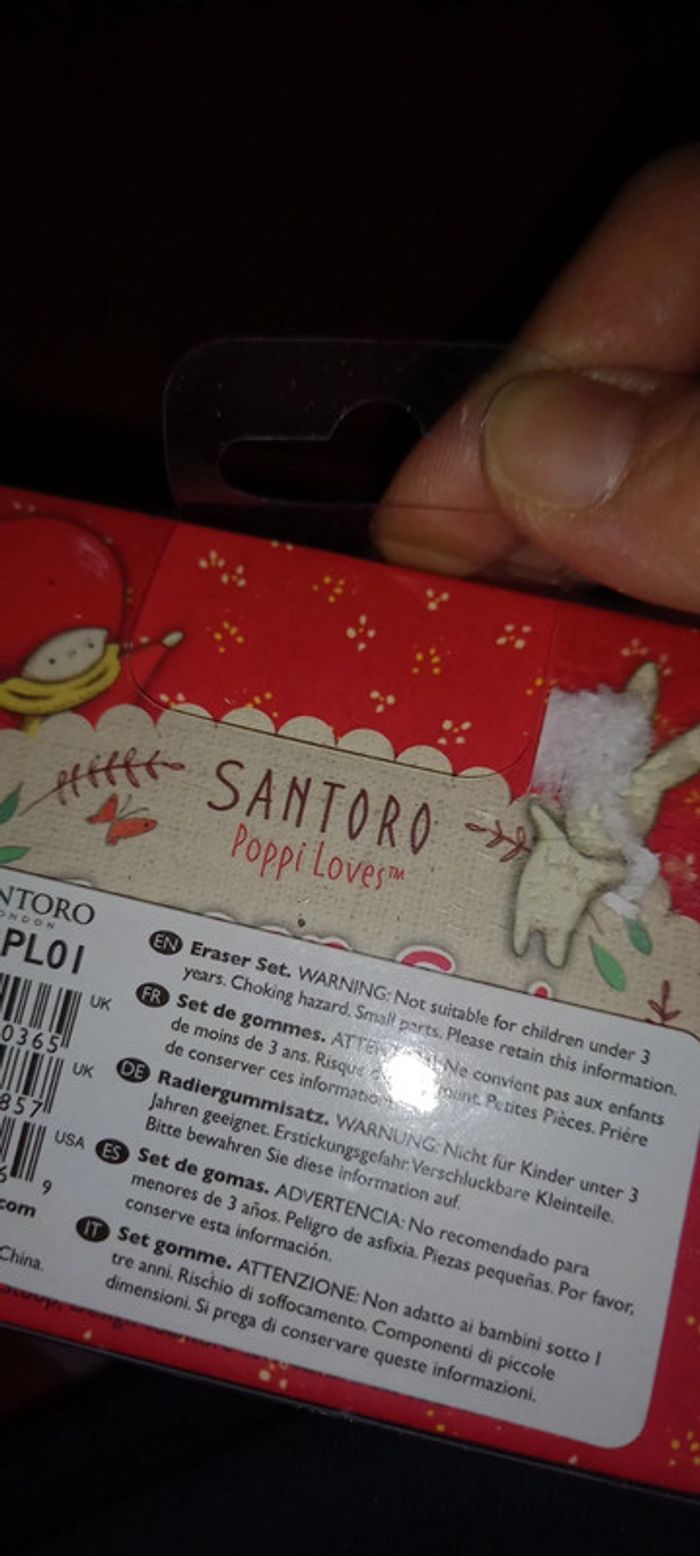 SANTORO
Poppi Loves™
NTORO
ONDON
PL01
UK
0365
UK
857
USA
9
com
China.
EN Eraser Set. WARNING: Not suitable for children under 3
years. Choking hazard. Small parts. Please retain this information.
FR Set de gommes. Ne convient pas aux enfants
de moins de 3 ans. Risque Petites Pièces. Priére
de conserver ces
DE Radiergummisatz. WARNUNG: Nicht für Kinder unter 3
Jahren geeignet. Erstickungsgefahr. Verschluckbare Kleinteile.
Bitte bewahren Sie diese information auf.
ES Set de gomas. ADVERTENCIA: No recomendado para
menores de 3 años. Peligro de asfixia. Piezas pequeñas. Por favor,
conserve esta información.
IT Set gomme. ATTENZIONE: Non adatto ai bambini sotto I
tre anni. Rischio di soffocamento. Componenti di piccole
dimensioni. Si prega di conservare queste informazioni.